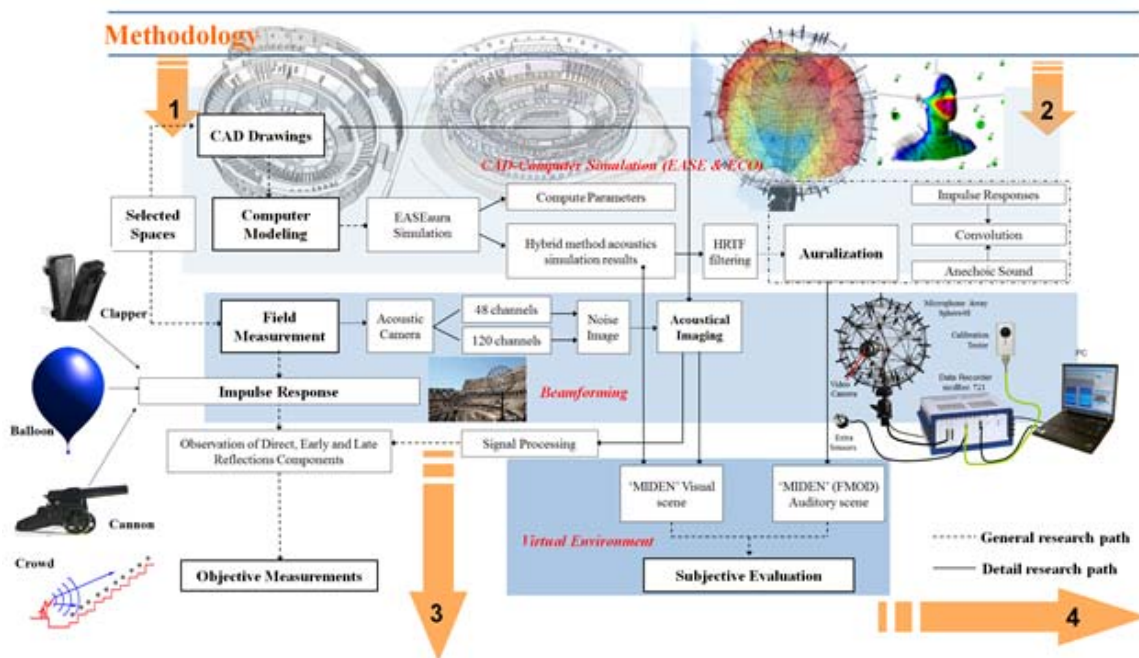 Methodology
1
2
CAD Drawings
CAD-Computer Simulation (EASE & ECO)
Selected
Spaces
Computer
Modeling
EASEaura
Simulation
Compute Parameters
Hybrid method acoustics
simulation results
HRTF
filtering
Auralization
Impulse Responses
Convolution
Anechoic Sound
Clapper
Field
Measurement
Acoustic
Camera
48 channels
120 channels
Noise
Image
Acoustical
Imaging
Microphone Array
Calibration
Tester
PC
Video
Camera
Data Recorder
Extra
Sensors
Beamforming
Impulse Response
Balloon
Observation of Direct, Early and Late
Reflections Components
Signal Processing
'MIDEN' Visual
scene
'MIDEN' (FMOD)
Auditory scene
Cannon
Virtual Environment
Crowd
Objective Measurements
Subjective Evaluation
General research path
Detail research path
3
4